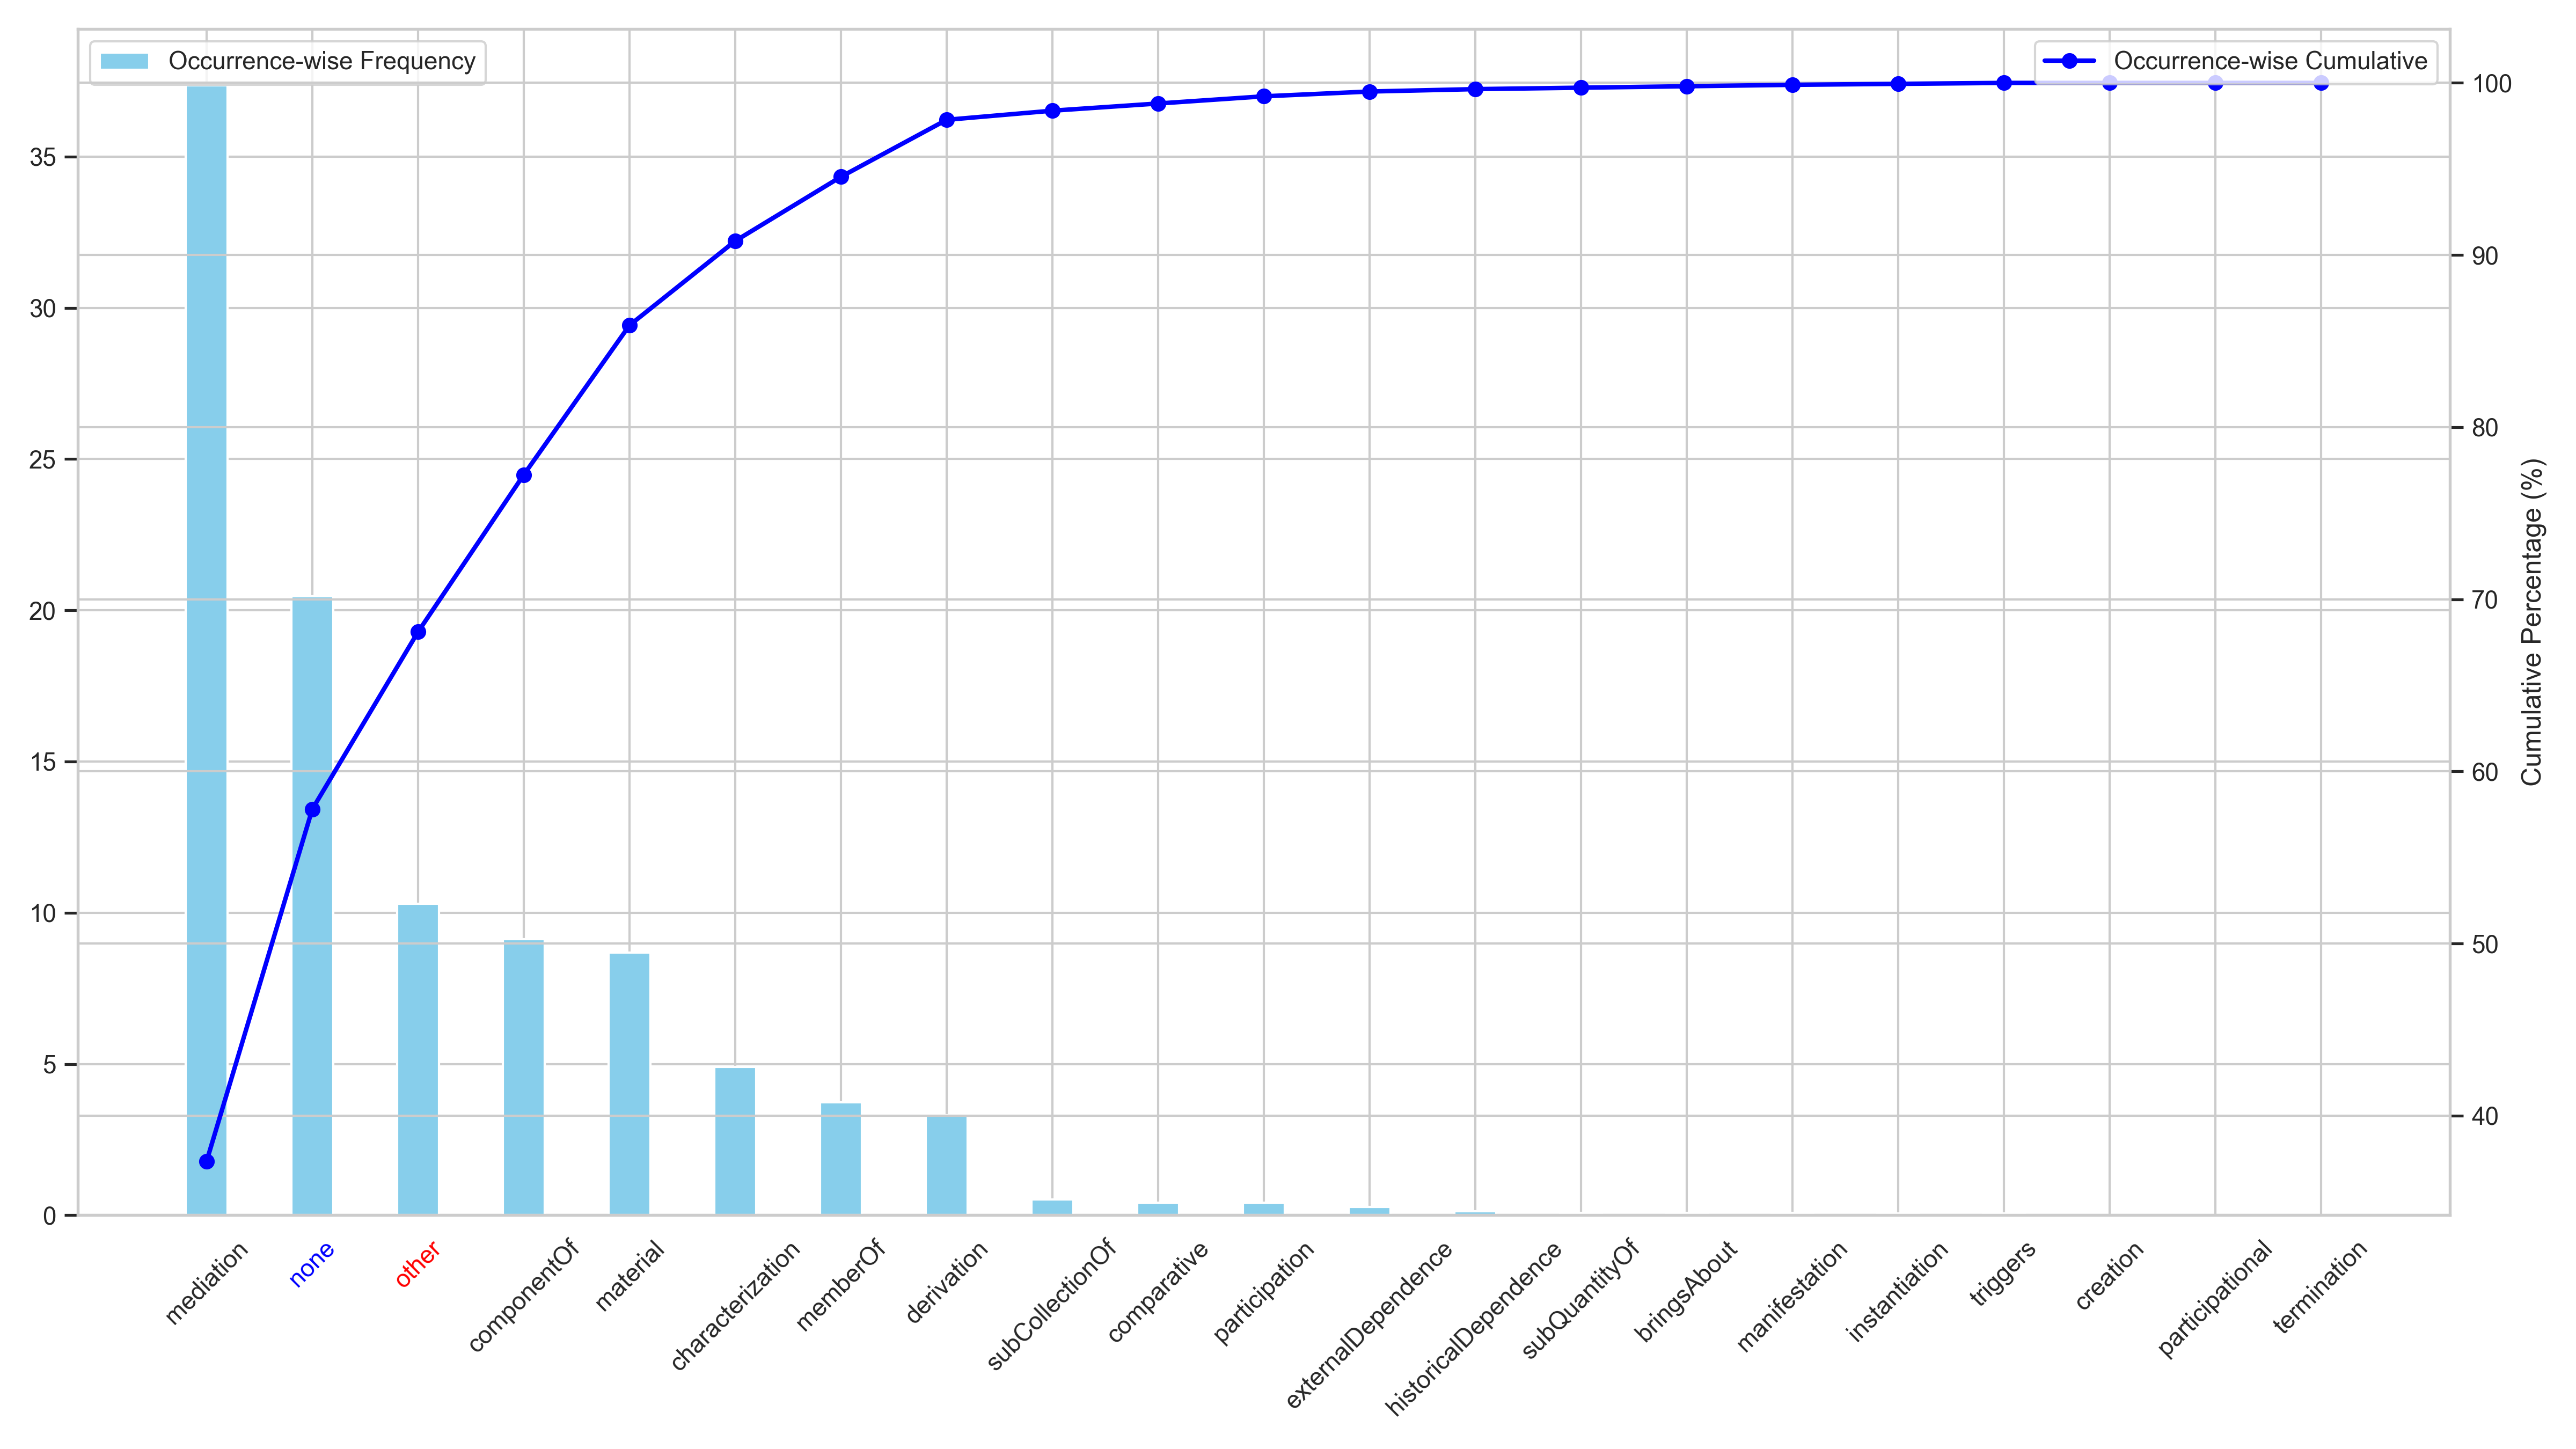 Occurrence-wise Frequency
Occurrence-wise Cumulative
35
30
25
20
15
10
5
0
100
90
80
70
60
50
40
Cumulative Percentage (%)
mediation
none
other
componentOf
material
characterization
memberOf
derivation
subCollectionOf
comparative
participation
externalDependence
historicalDependence
subQuantityOf
bringsAbout
manifestation
instantiation
triggers
creation
participational
termination